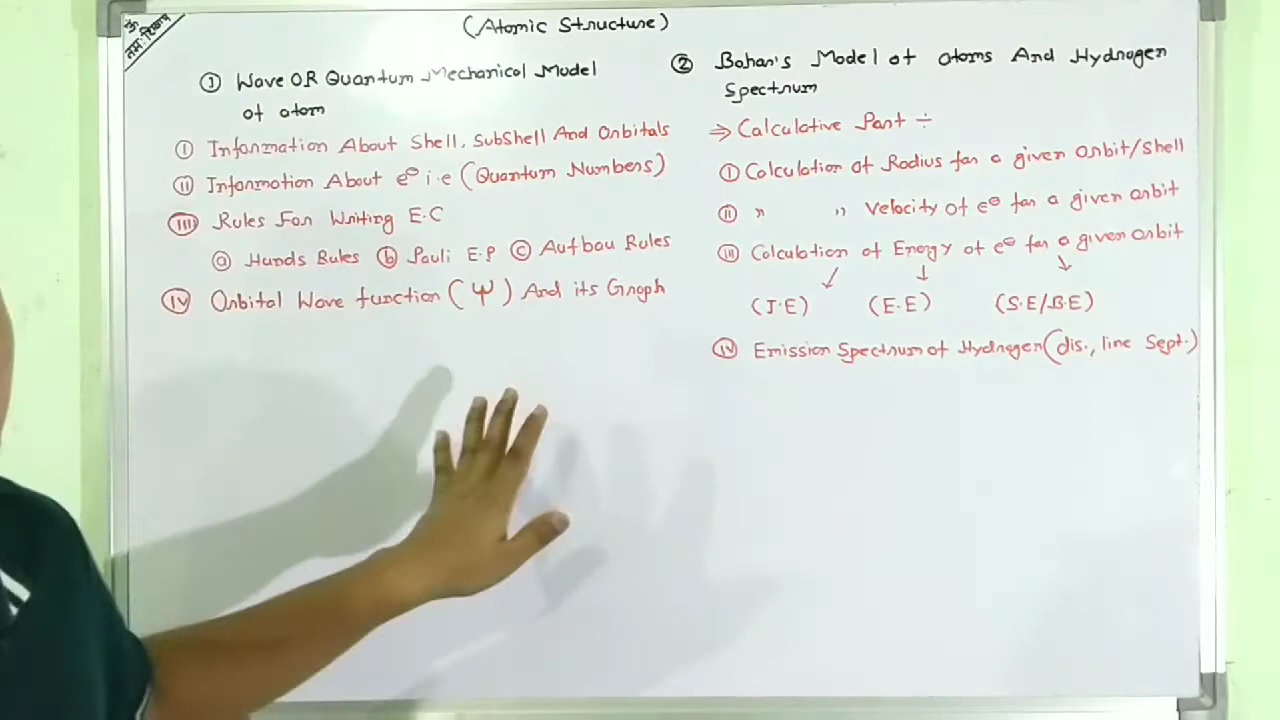 ॐ
नमः शिवाय
(Atomic Structure)
① Wave OR Quantum Mechanical Model
of atom
Ⓘ Information About Shell, SubShell And Orbitals
ⓘⓘ Information About e⊖ i.e (Quantum Numbers)
ⓘⓘⓘ Rules For Writing E.C
ⓐ Hunds Rules ⓑ Pauli E.P ⓒ Aufbau Rules
ⓘⓥ Orbital Wave function (Ψ) And its Graph
② Bohar's Model of atoms And Hydrogen
Spectrum
⇒ Calculative Part ÷
Ⓘ Calculation of Radius for a given orbit/Shell
ⓘⓘ " " Velocity of e⊖ for a given orbit
ⓘⓘⓘ Calculation of Energy of e⊖ for a given orbit
(I.E) (E.E) (S.E/B.E)
ⓘⓥ Emission Spectrum of Hydrogen (dis., line Sept.)